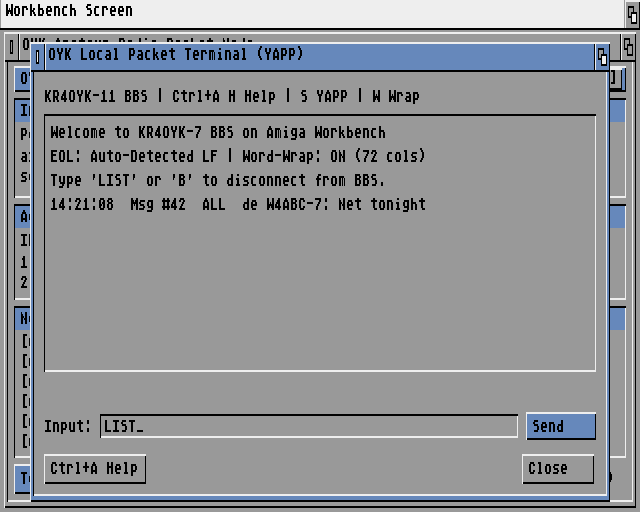 Workbench Screen
OYK Local Packet Terminal (YAPP)
KR4OYK-11 BBS | Ctrl+A H Help | S YAPP | W Wrap
Welcome to KR4OYK-7 BBS on Amiga Workbench
EOL: Auto-Detected LF | Word-Wrap: ON (72 cols)
Type 'LIST' or 'B' to disconnect from BBS.
14:21:08  Msg #42  ALL  de W4ABC-7: Net tonight
Input: LIST_
Send
Ctrl+A Help
Close